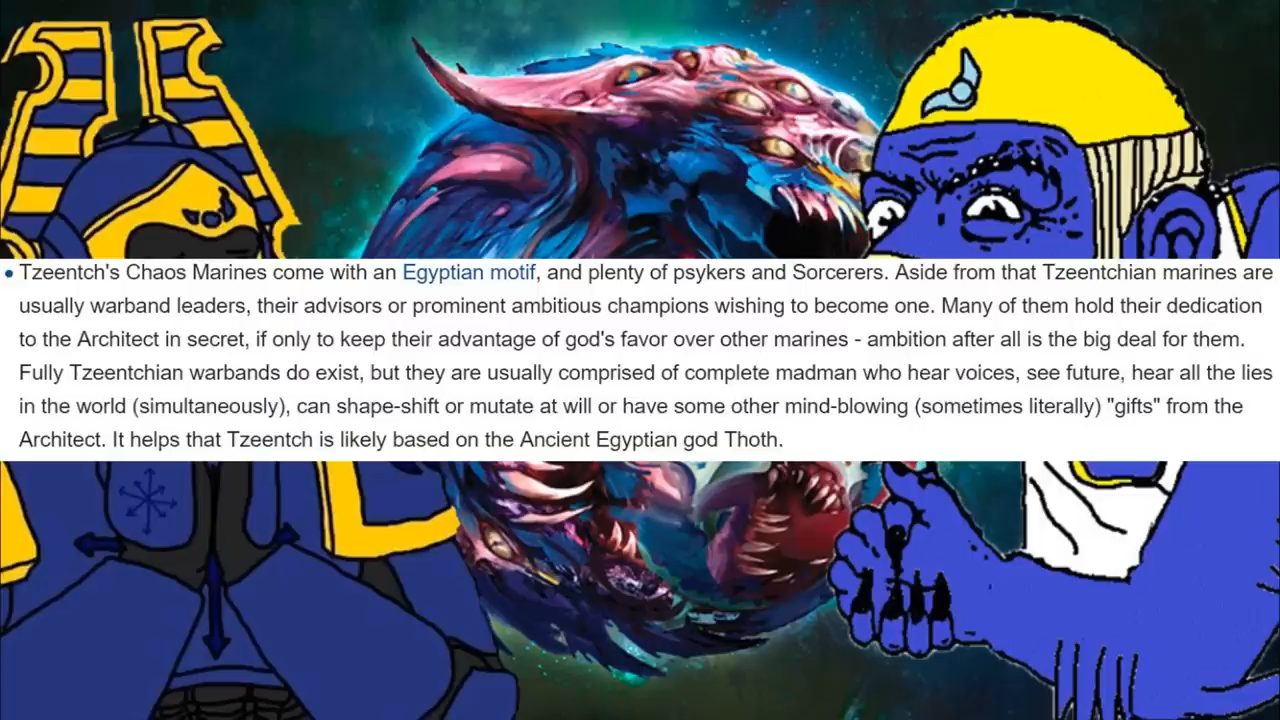 • Tzeentch's Chaos Marines come with an Egyptian motif, and plenty of psykers and Sorcerers. Aside from that Tzeentchian marines are
usually warband leaders, their advisors or prominent ambitious champions wishing to become one. Many of them hold their dedication
to the Architect in secret, if only to keep their advantage of god's favor over other marines - ambition after all is the big deal for them.
Fully Tzeentchian warbands do exist, but they are usually comprised of complete madman who hear voices, see future, hear all the lies
in the world (simultaneously), can shape-shift or mutate at will or have some other mind-blowing (sometimes literally) "gifts" from the
Architect. It helps that Tzeentch is likely based on the Ancient Egyptian god Thoth.